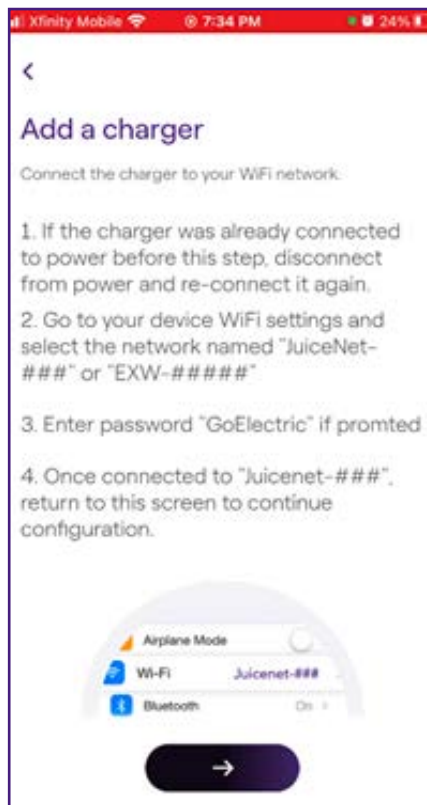 Xfinity Mobile 7:34 PM 24%
Add a charger
Connect the charger to your WiFi network.
1. If the charger was already connected
to power before this step, disconnect
from power and re-connect it again.
2. Go to your device WiFi settings and
select the network named "JuiceNet-
###" or "EXW-#####"
3. Enter password "GoElectric" if promted
4. Once connected to "Juicenet-###",
return to this screen to continue
configuration.
Airplane Mode
Wi-Fi Juicenet-###
Bluetooth On